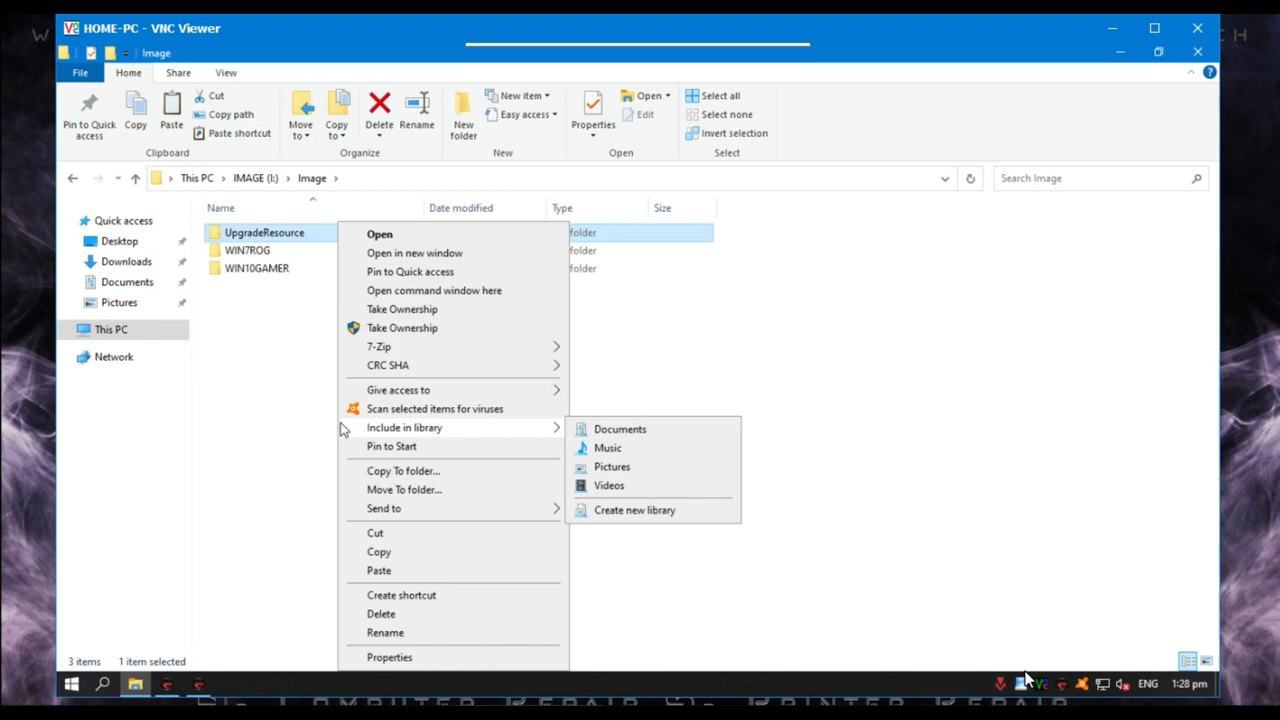 HOME-PC - VNC Viewer
Image
File Home Share View
Pin to Quick access
Copy
Paste
Cut
Copy path
Paste shortcut
Clipboard
Move to
Copy to
Delete
Rename
Organize
New folder
New item
Easy access
New
Properties
Open
Edit
Open
Select all
Select none
Invert selection
Select
This PC > IMAGE (I:) > Image >
Search Image
Quick access
Desktop
Downloads
Documents
Pictures
This PC
Network
Name Date modified Type Size
UpgradeResource folder
WIN7ROG folder
WIN10GAMER folder
Open
Open in new window
Pin to Quick access
Open command window here
Take Ownership
Take Ownership
7-Zip
CRC SHA
Give access to
Scan selected items for viruses
Include in library
Pin to Start
Copy To folder...
Move To folder...
Send to
Cut
Copy
Paste
Create shortcut
Delete
Rename
Properties
Documents
Music
Pictures
Videos
Create new library
3 items 1 item selected
ENG 1:28 pm